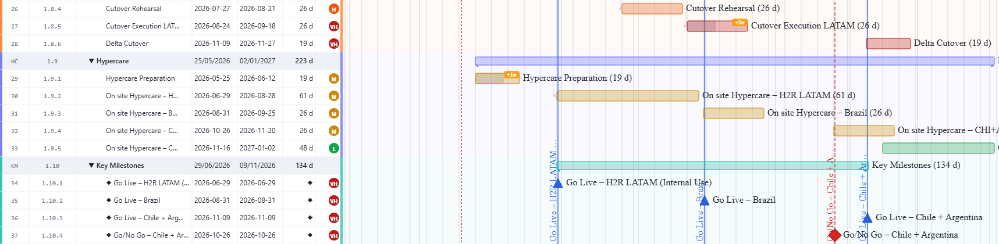 26 1.8.4 Cutover Rehearsal 2026-07-27 2026-08-21 26 d H Cutover Rehearsal (26 d)
27 1.8.5 Cutover Execution LAT... 2026-08-24 2026-09-18 26 d VH +2w Cutover Execution LATAM (26 d)
28 1.8.6 Delta Cutover 2026-11-09 2026-11-27 19 d VH Delta Cutover (19 d)
HC 1.9 ▼ Hypercare 25/05/2026 02/01/2027 223 d
29 1.9.1 Hypercare Preparation 2026-05-25 2026-06-12 19 d M +1w Hypercare Preparation (19 d)
30 1.9.2 On site Hypercare – H... 2026-06-29 2026-08-28 61 d M On site Hypercare – H2R LATAM (61 d)
31 1.9.3 On site Hypercare – B... 2026-08-31 2026-09-25 26 d M On site Hypercare – Brazil (26 d)
32 1.9.4 On site Hypercare – C... 2026-10-26 2026-11-20 26 d M On site Hypercare – CHI+A
33 1.9.5 On site Hypercare – C... 2026-11-16 2027-01-02 48 d L
KM 1.10 ▼ Key Milestones 29/06/2026 09/11/2026 134 d Key Milestones (134 d)
34 1.10.1 ◆ Go Live – H2R LATAM (... 2026-06-29 2026-06-29 ◆ VH Go Live – H2R LATAM (Internal Use)
35 1.10.2 ◆ Go Live – Brazil 2026-08-31 2026-08-31 ◆ VH Go Live – Brazil
36 1.10.3 ◆ Go Live – Chile + Arg... 2026-11-09 2026-11-09 ◆ VH Go Live – Chile + Argentina
37 1.10.4 ◆ Go/No Go – Chile + Ar... 2026-10-26 2026-10-26 ◆ VH Go/No Go – Chile + Argentina
Go Live – H2R LATAM ...
Go Live – Brazil
Go/No Go – Chile + A...
Go Live – Chile + Ar...